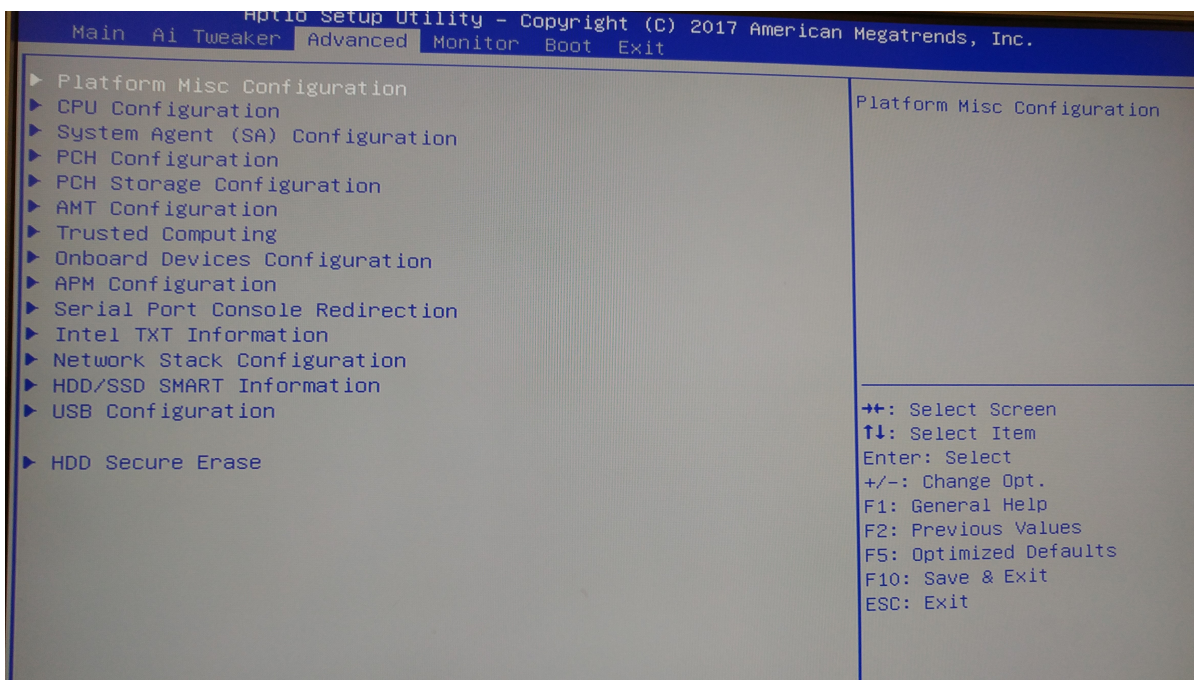 Aptio Setup Utility – Copyright (C) 2017 American Megatrends, Inc.
Main Ai Tweaker Advanced Monitor Boot Exit
▶ Platform Misc Configuration
▶ CPU Configuration
▶ System Agent (SA) Configuration
▶ PCH Configuration
▶ PCH Storage Configuration
▶ AMT Configuration
▶ Trusted Computing
▶ Onboard Devices Configuration
▶ APM Configuration
▶ Serial Port Console Redirection
▶ Intel TXT Information
▶ Network Stack Configuration
▶ HDD/SSD SMART Information
▶ USB Configuration
▶ HDD Secure Erase
Platform Misc Configuration
→←: Select Screen
↑↓: Select Item
Enter: Select
+/-: Change Opt.
F1: General Help
F2: Previous Values
F5: Optimized Defaults
F10: Save & Exit
ESC: Exit